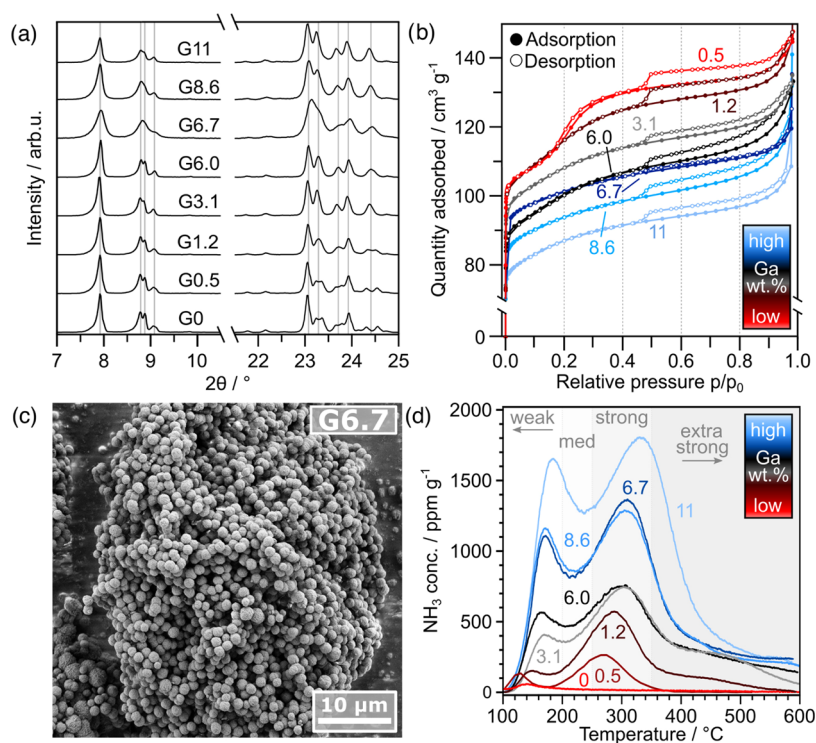 (a)
Intensity / arb.u.
G11
G8.6
G6.7
G6.0
G3.1
G1.2
G0.5
G0
7 8 9 10 22 23 24 25
2θ / °
(b)
Quantity adsorbed / cm³ g⁻¹
140
120
100
80
0
Adsorption
Desorption
0.5
1.2
3.1
6.0
6.7
8.6
11
high
Ga
wt.%
low
0.0 0.2 0.4 0.6 0.8 1.0
Relative pressure p/p₀
(c)
G6.7
10 µm
(d)
NH₃ conc. / ppm g⁻¹
2000
1500
1000
500
0
weak
med
strong
extra
strong
high
Ga
wt.%
low
11
6.7
8.6
6.0
3.1
1.2
0 0.5
100 200 300 400 500 600
Temperature / °C